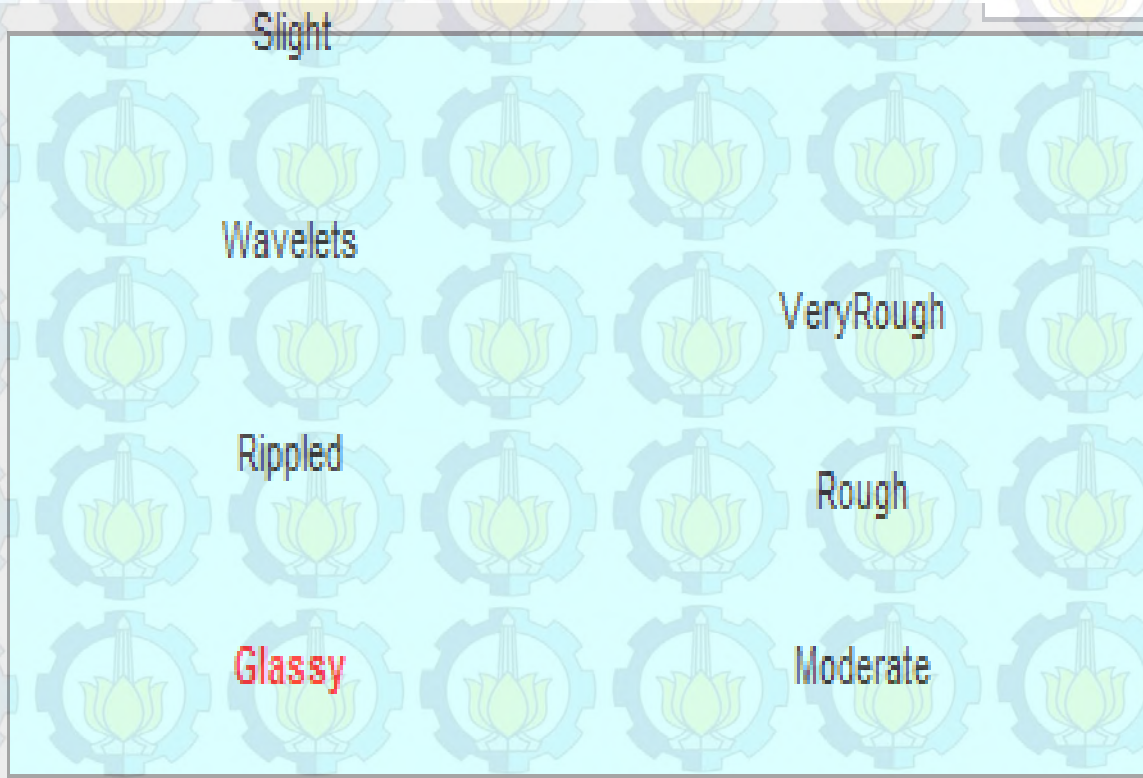 Slight
Wavelets
VeryRough
Rippled
Rough
Glassy
Moderate